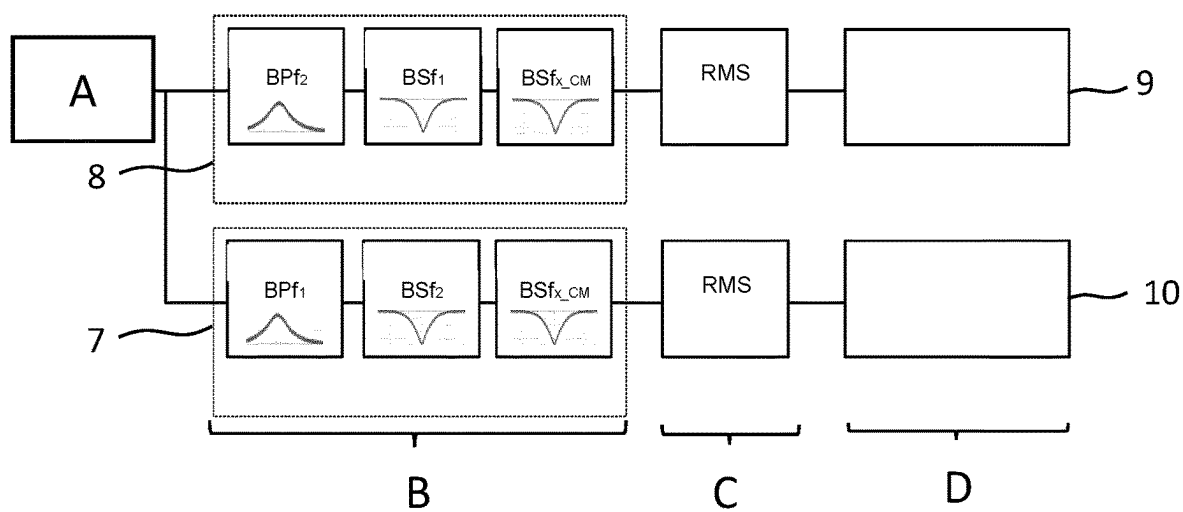 A
BPf2
BSf1
BSfx_CM
RMS
9
8
BPf1
BSf2
BSfx_CM
RMS
10
7
B
C
D